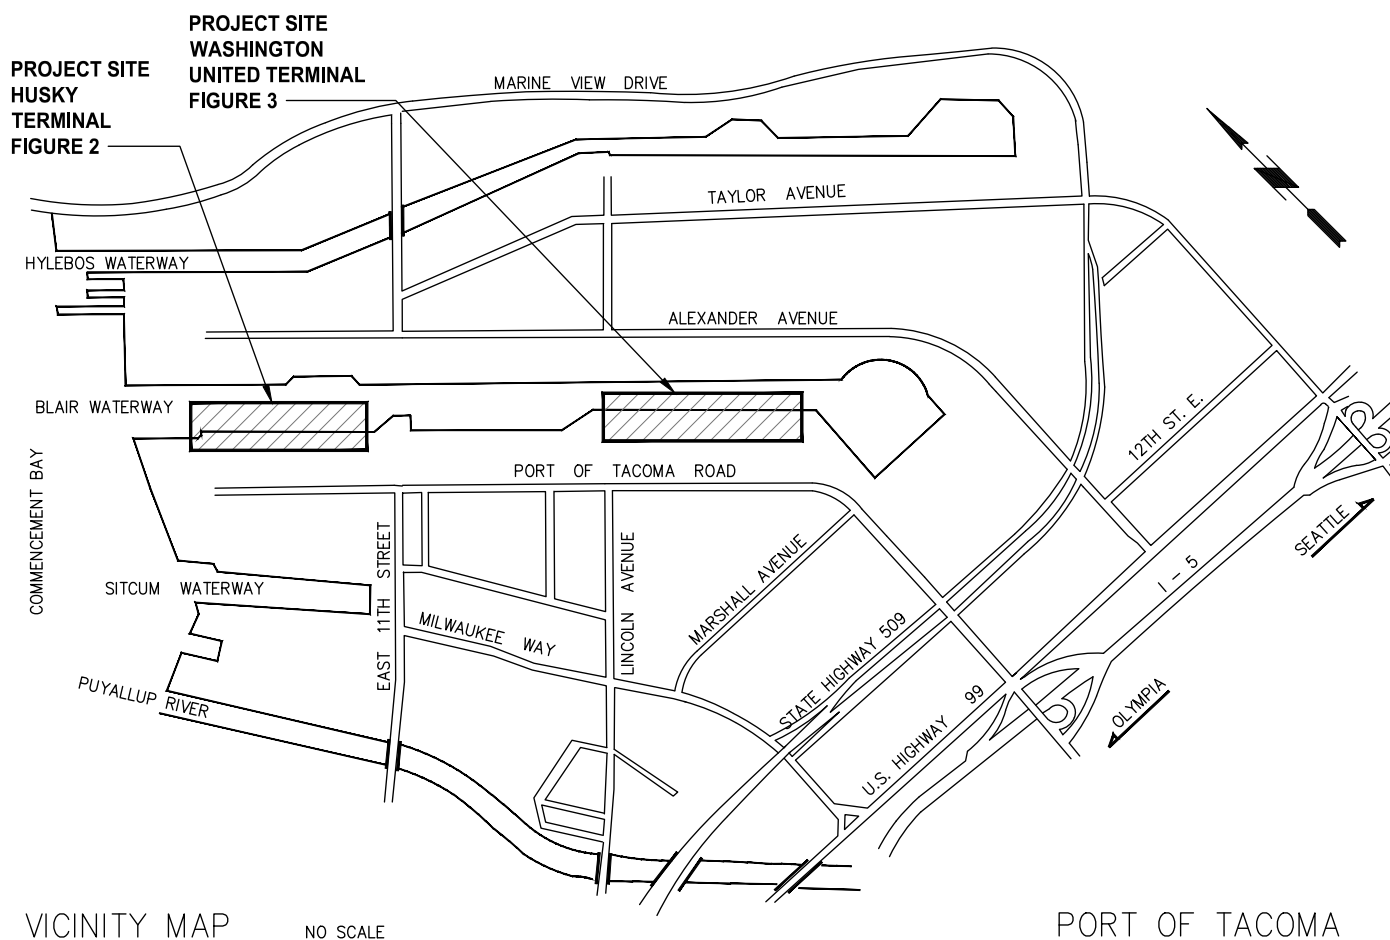 PROJECT SITE
WASHINGTON
UNITED TERMINAL
FIGURE 3
PROJECT SITE
HUSKY
TERMINAL
FIGURE 2
MARINE VIEW DRIVE
TAYLOR AVENUE
HYLEBOS WATERWAY
ALEXANDER AVENUE
BLAIR WATERWAY
12TH ST. E.
PORT OF TACOMA ROAD
COMMENCEMENT BAY
SEATTLE
EAST 11TH STREET
LINCOLN AVENUE
MARSHALL AVENUE
I - 5
SITCUM WATERWAY
MILWAUKEE WAY
STATE HIGHWAY 509
PUYALLUP RIVER
U.S. HIGHWAY 99
OLYMPIA
VICINITY MAP
NO SCALE
PORT OF TACOMA